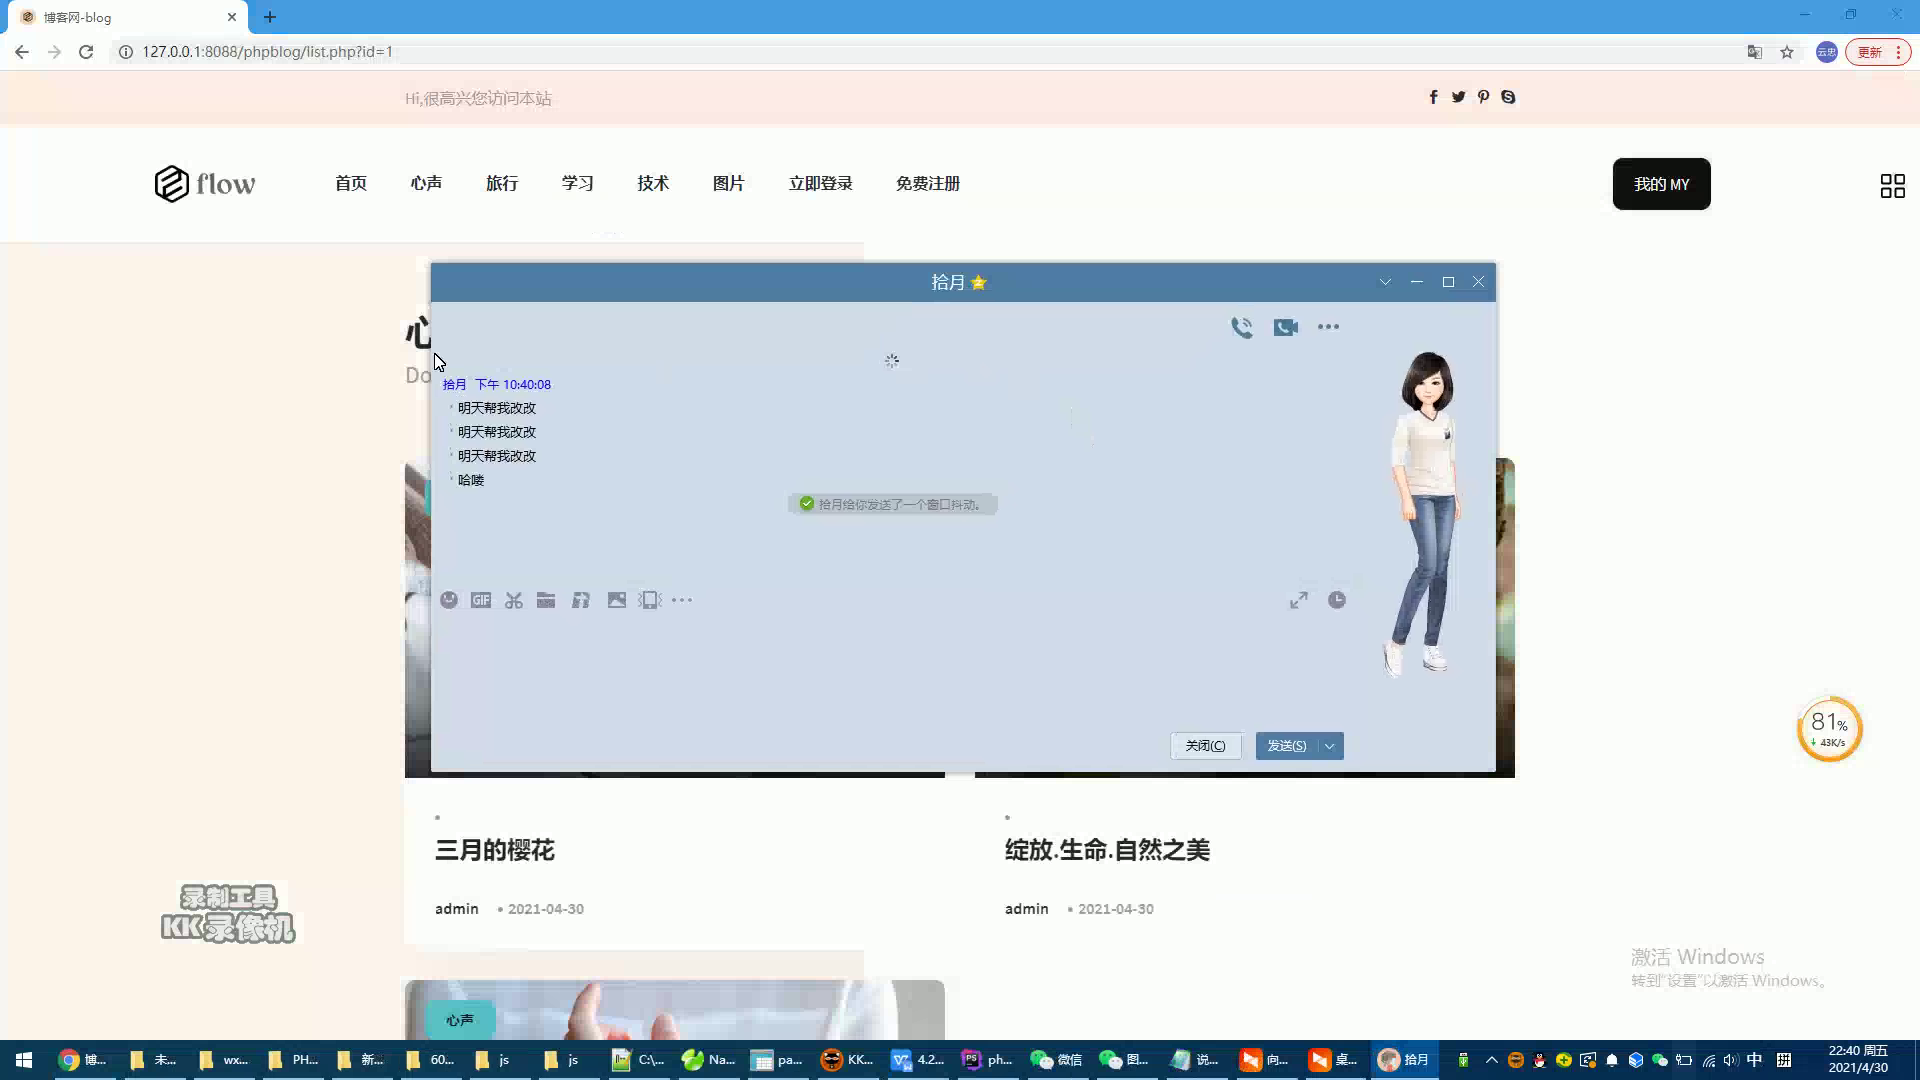 博客网-blog
127.0.0.1:8088/phpblog/list.php?id=1
云忠
更新
Hi,很高兴您访问本站
flow
首页 心声 旅行 学习 技术 图片 立即登录 免费注册
我的 MY
拾月
心
Do
拾月 下午 10:40:08
明天帮我改改
明天帮我改改
明天帮我改改
哈喽
拾月给你发送了一个窗口抖动。
GIF
关闭(C) 发送(S)
81%
43K/s
三月的樱花
绽放.生命.自然之美
admin • 2021-04-30
admin • 2021-04-30
录制工具
KK录像机
激活 Windows
转到“设置”以激活 Windows。
心声
博... 未... wx... PH... 新... 60... js js C:\... Na... pa... KK... 4.2... ph... 微信 图... 说... 向... 桌... 拾月
中 拼
22:40 周五
2021/4/30